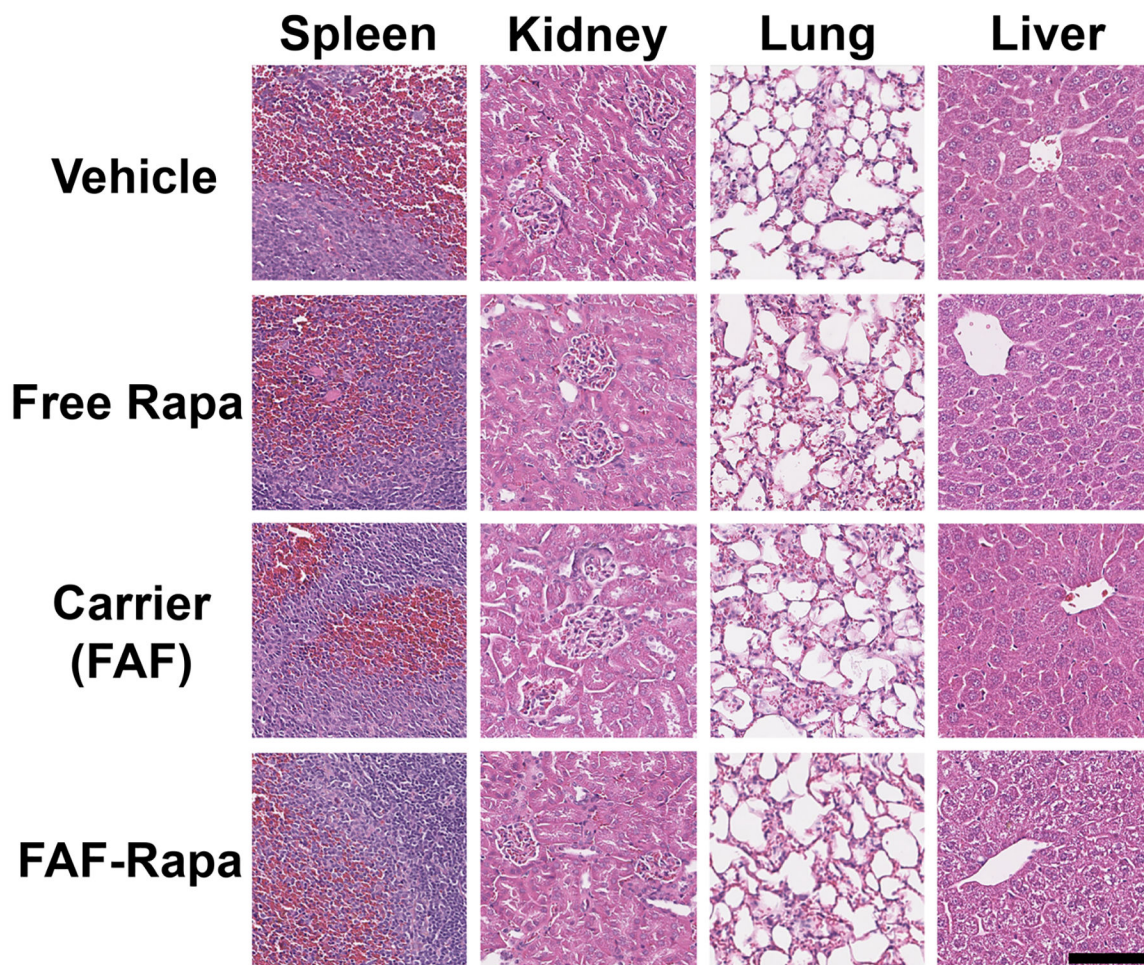 Spleen Kidney Lung Liver
Vehicle
Free Rapa
Carrier
(FAF)
FAF-Rapa